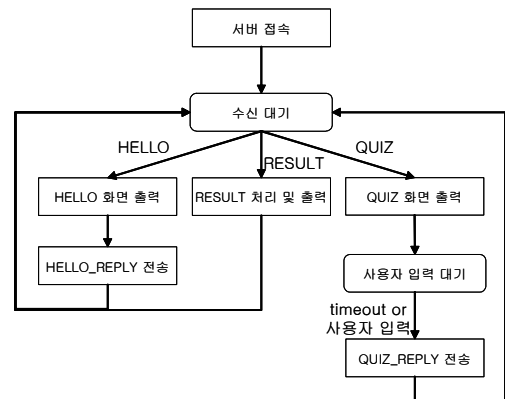 서버 접속
수신 대기
HELLO
RESULT
QUIZ
HELLO 화면 출력
RESULT 처리 및 출력
QUIZ 화면 출력
HELLO_REPLY 전송
사용자 입력 대기
timeout or
사용자 입력
QUIZ_REPLY 전송